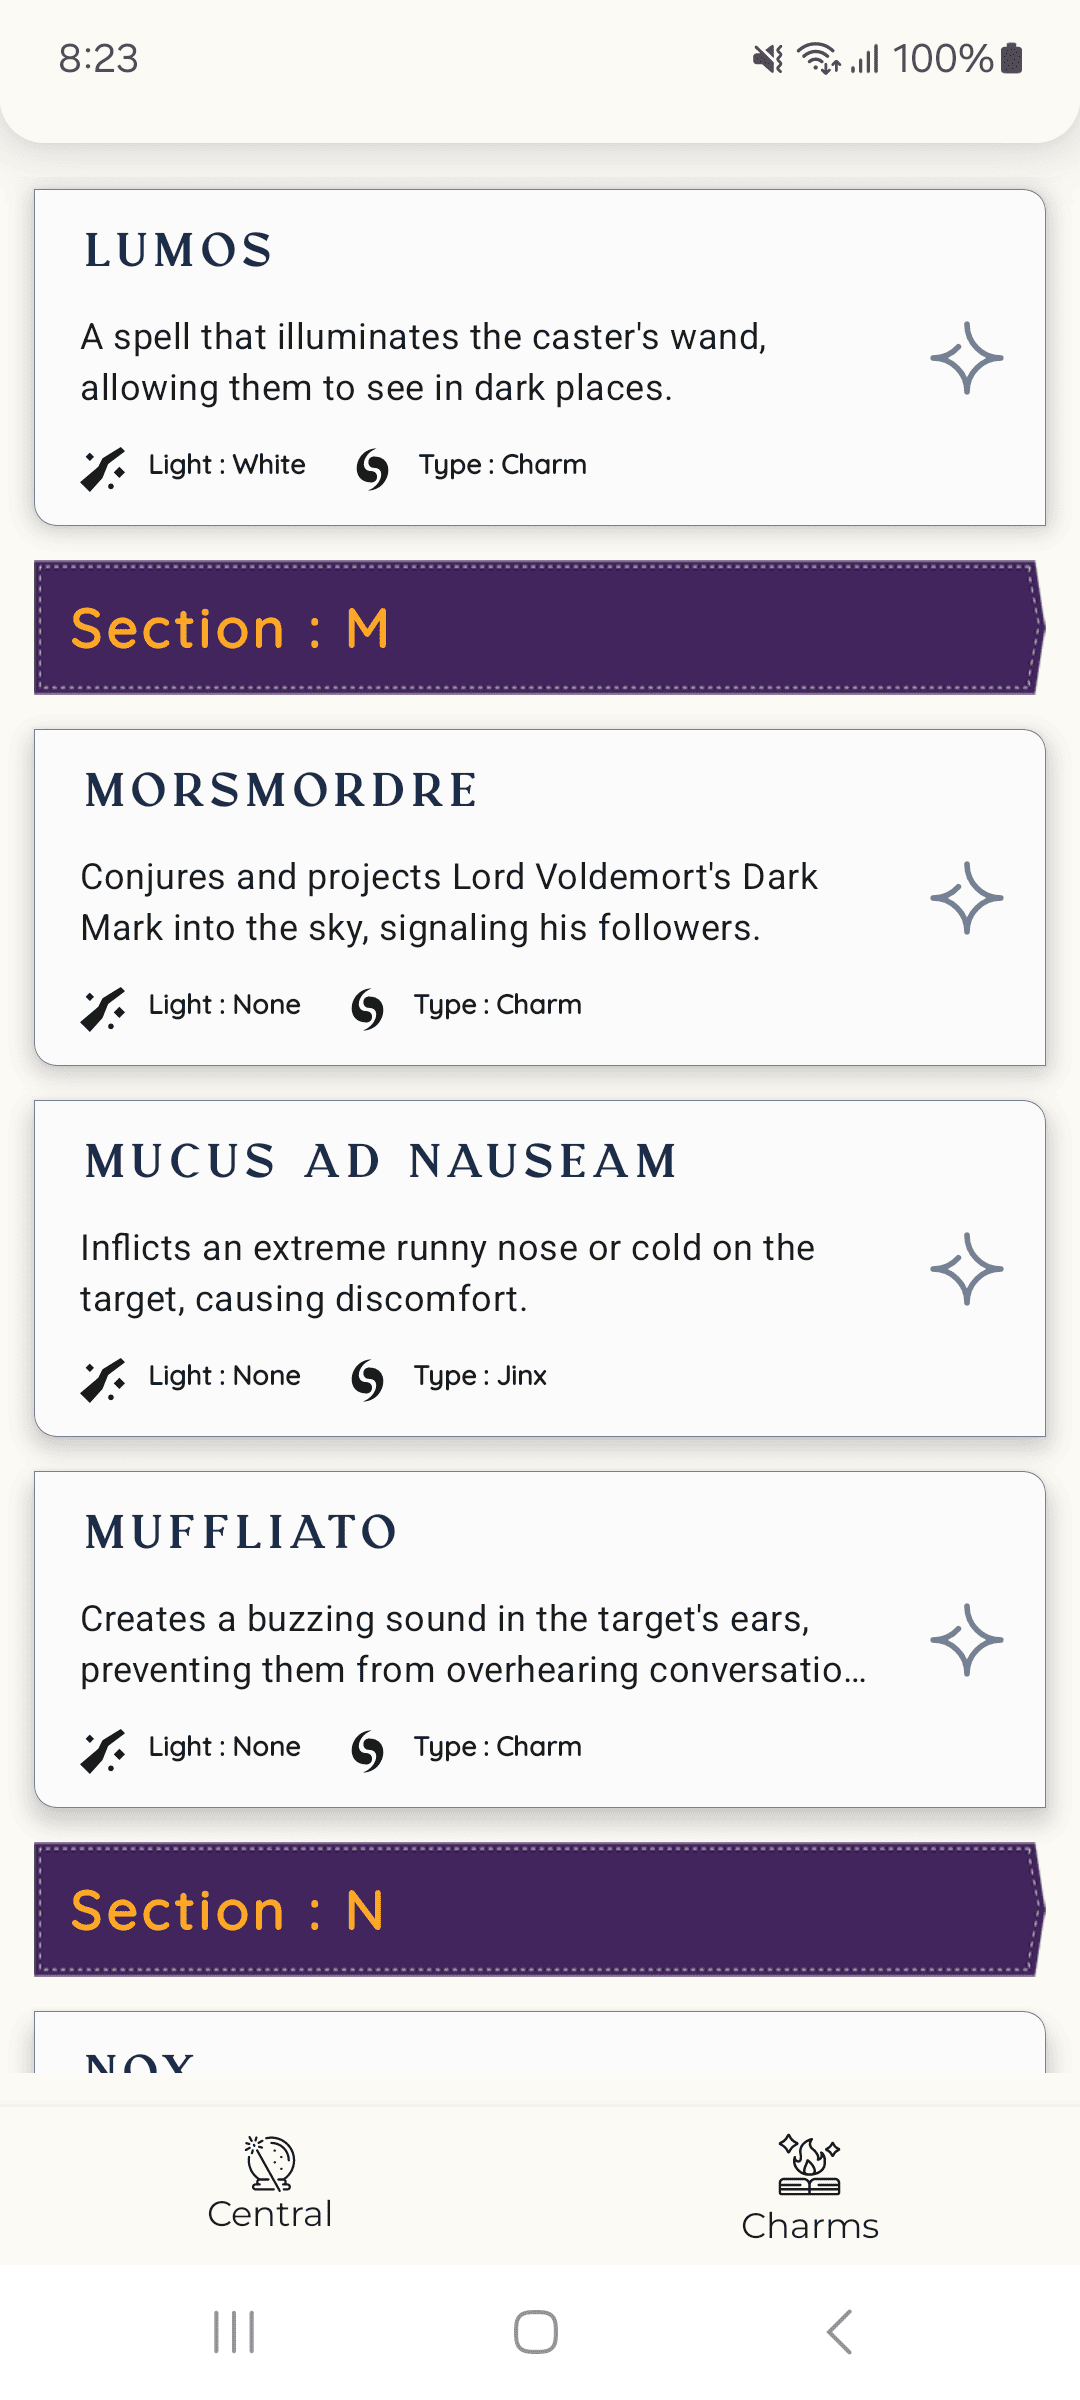 8:23
100%
LUMOS
A spell that illuminates the caster's wand,
allowing them to see in dark places.
Light : White Type : Charm
Section : M
MORSMORDRE
Conjures and projects Lord Voldemort's Dark
Mark into the sky, signaling his followers.
Light : None Type : Charm
MUCUS AD NAUSEAM
Inflicts an extreme runny nose or cold on the
target, causing discomfort.
Light : None Type : Jinx
MUFFLIATO
Creates a buzzing sound in the target's ears,
preventing them from overhearing conversatio...
Light : None Type : Charm
Section : N
NOX
Central
Charms